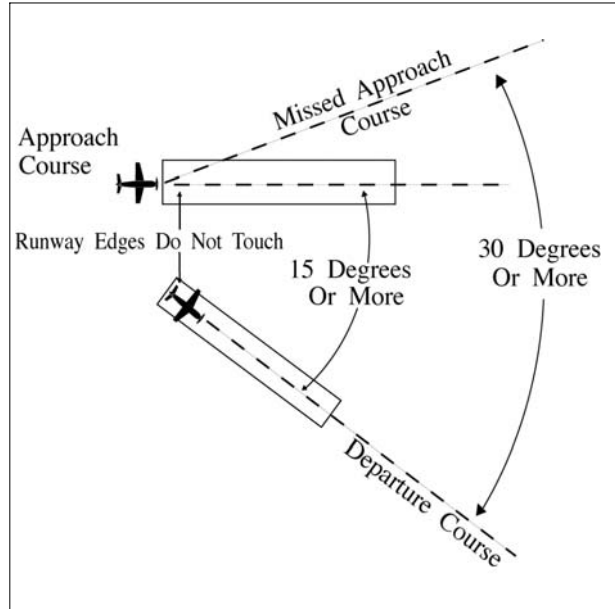 Missed Approach
Course
Approach
Course
Runway Edges Do Not Touch
15 Degrees
Or More
30 Degrees
Or More
Departure Course